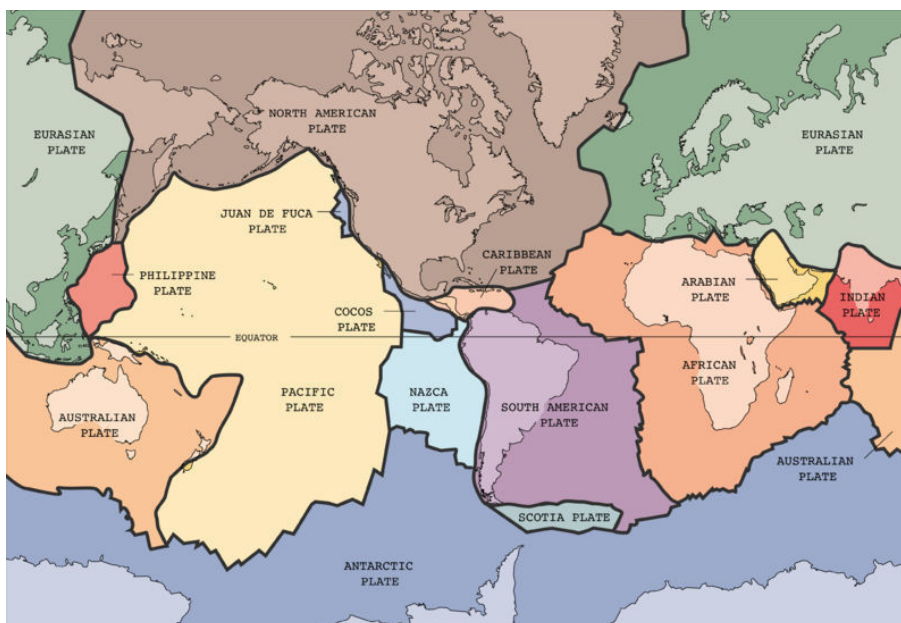 NORTH AMERICAN
PLATE
EURASIAN
PLATE
EURASIAN
PLATE
JUAN DE FUCA
PLATE
CARIBBEAN
PLATE
PHILIPPINE
PLATE
ARABIAN
PLATE
INDIAN
PLATE
COCOS
PLATE
EQUATOR
AFRICAN
PLATE
PACIFIC
PLATE
NAZCA
PLATE
SOUTH AMERICAN
PLATE
AUSTRALIAN
PLATE
AUSTRALIAN
PLATE
SCOTIA PLATE
ANTARCTIC
PLATE